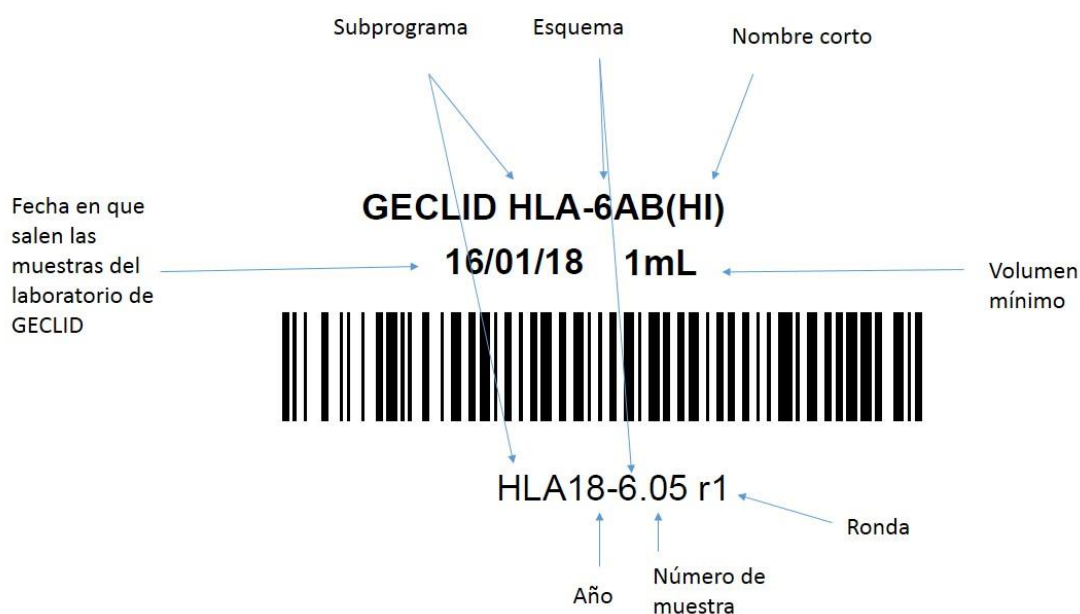 Subprograma
Esquema
Nombre corto
GECLID HLA-6AB(HI)
Fecha en que
salen las
muestras del
laboratorio de
GECLID
16/01/18 1mL
Volumen
mínimo
HLA18-6.05 r1
Ronda
Año
Número de
muestra